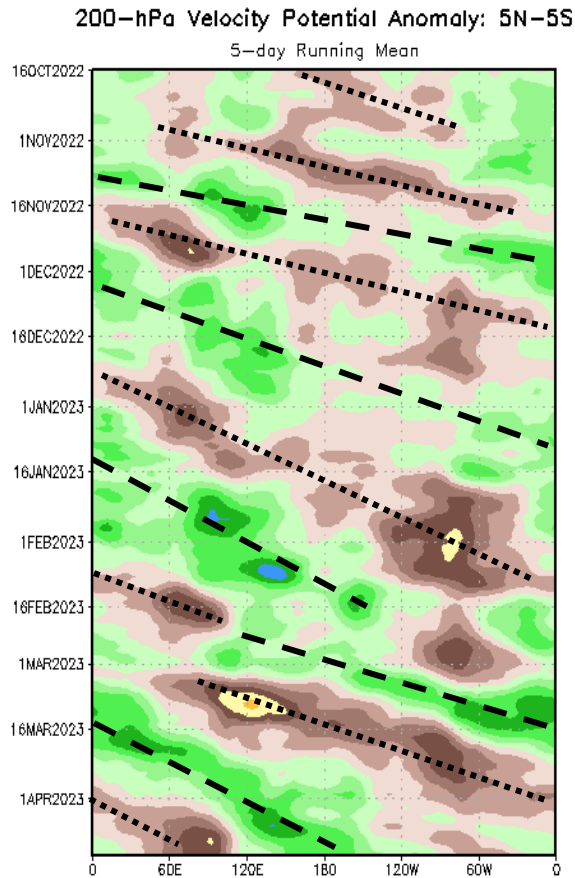 200-hPa Velocity Potential Anomaly: 5N-5S
5-day Running Mean
16OCT2022
1NOV2022
16NOV2022
1DEC2022
16DEC2022
1JAN2023
16JAN2023
1FEB2023
16FEB2023
1MAR2023
16MAR2023
1APR2023
0 60E 120E 180 120W 60W 0